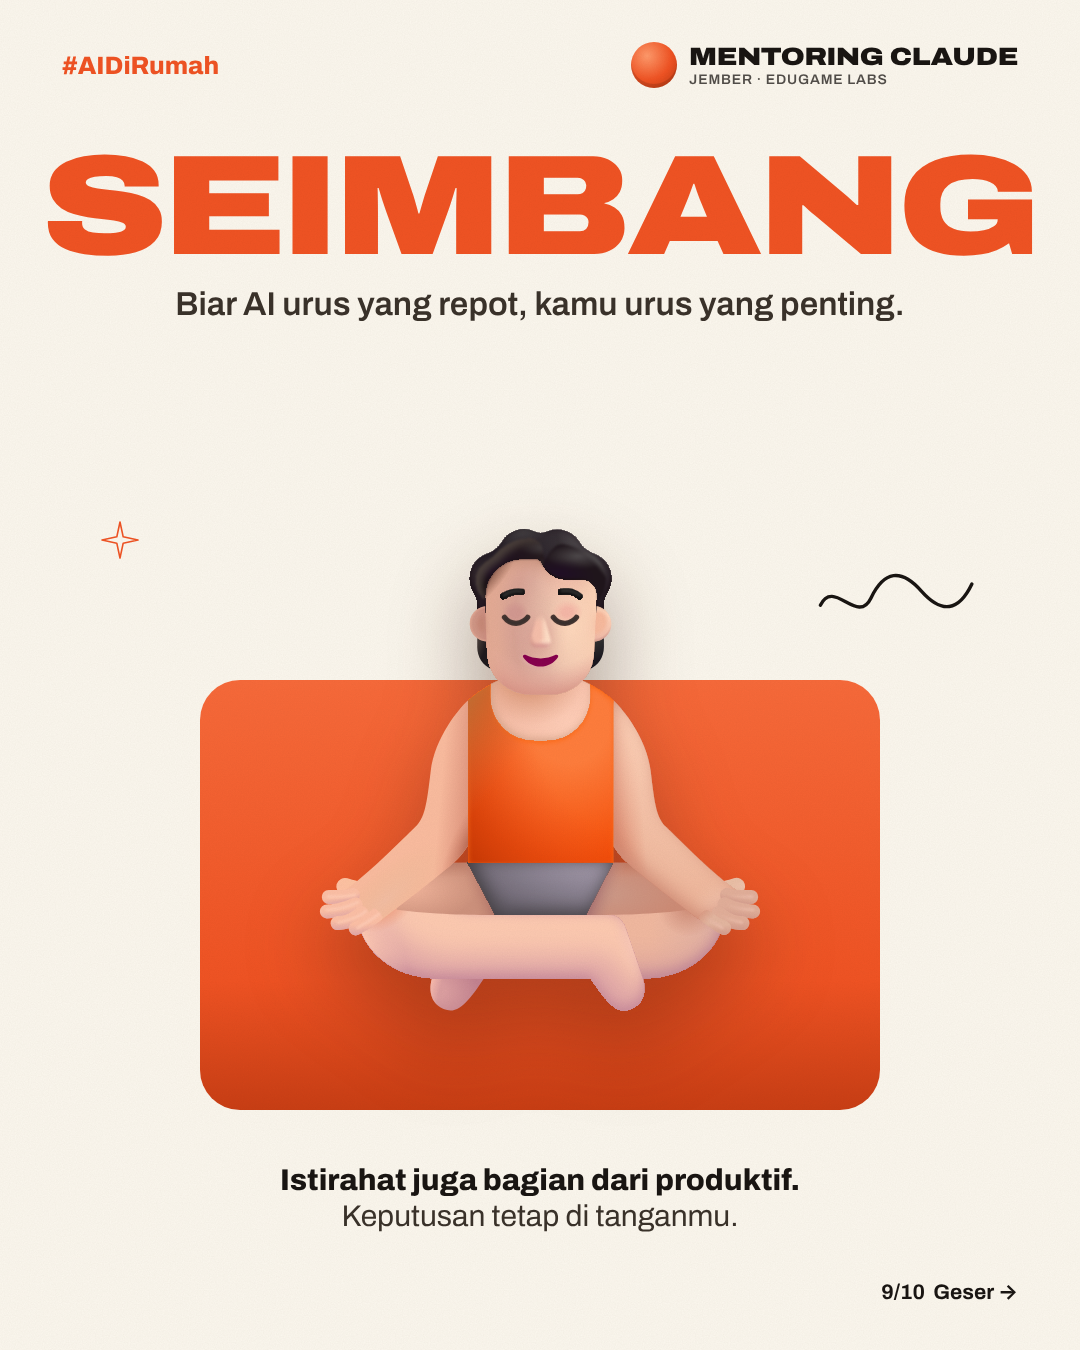 #AIDiRumah
MENTORING CLAUDE
JEMBER · EDUGAME LABS
SEIMBANG
Biar AI urus yang repot, kamu urus yang penting.
Istirahat juga bagian dari produktif.
Keputusan tetap di tanganmu.
9/10 Geser →